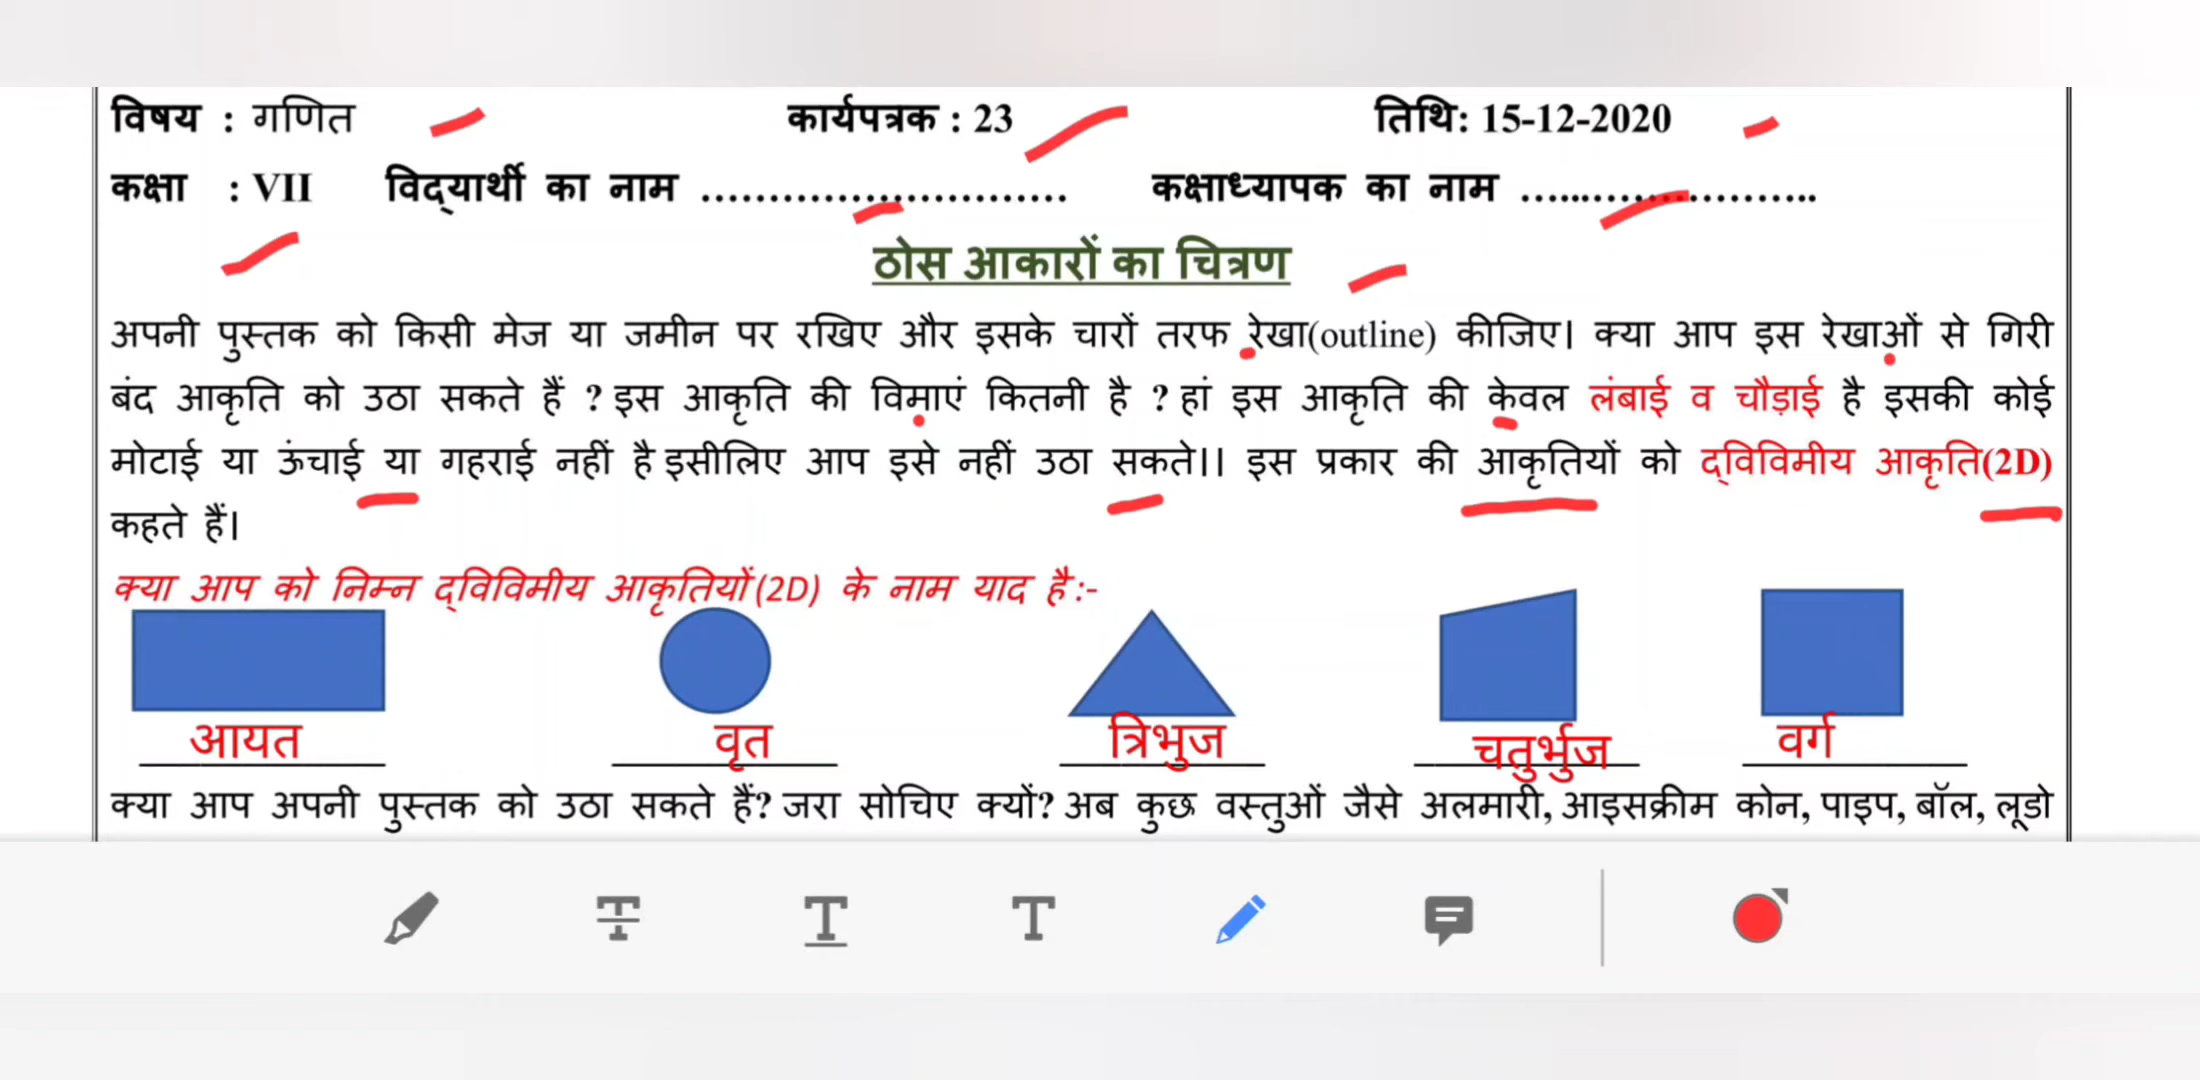 विषय : गणित कार्यपत्रक : 23 तिथि: 15-12-2020
कक्षा : VII विद्यार्थी का नाम ........................... कक्षाध्यापक का नाम ......................
ठोस आकारों का चित्रण
अपनी पुस्तक को किसी मेज या जमीन पर रखिए और इसके चारों तरफ रेखा(outline) कीजिए। क्या आप इस रेखाओं से गिरी
बंद आकृति को उठा सकते हैं ? इस आकृति की विमाएं कितनी है ? हां इस आकृति की केवल लंबाई व चौड़ाई है इसकी कोई
मोटाई या ऊंचाई या गहराई नहीं है इसीलिए आप इसे नहीं उठा सकते।। इस प्रकार की आकृतियों को द्विविमीय आकृति(2D)
कहते हैं।
क्या आप को निम्न द्विविमीय आकृतियों(2D) के नाम याद है:-
आयत वृत त्रिभुज चतुर्भुज वर्ग
क्या आप अपनी पुस्तक को उठा सकते हैं? जरा सोचिए क्यों? अब कुछ वस्तुओं जैसे अलमारी, आइसक्रीम कोन, पाइप, बॉल, लूडो